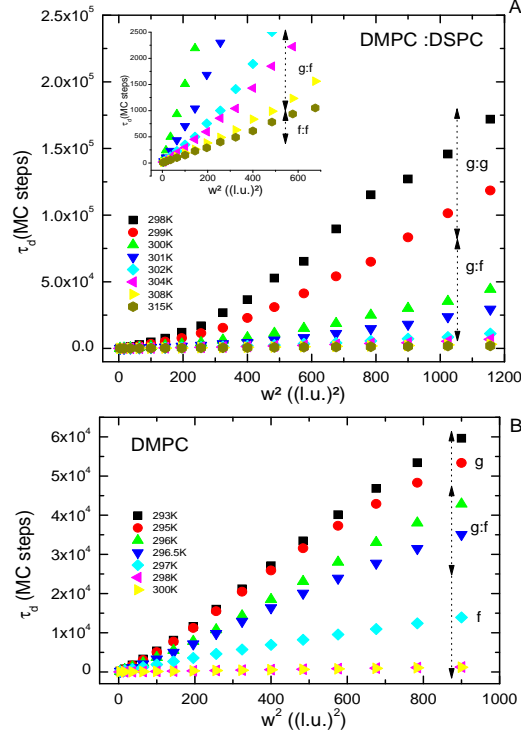 A
DMPC :DSPC
τd(MC steps)
2.5x10⁵
2.0x10⁵
1.5x10⁵
1.0x10⁵
5.0x10⁴
0.0
0 200 400 600 800 1000 1200
w² ((l.u.)²)
τd(MC steps)
2500
2000
1500
1000
500
0
0 200 400 600
w² ((l.u.)²)
g:f
f:f
298K
299K
300K
301K
302K
304K
308K
315K
g:g
g:f
B
DMPC
τd (MC steps)
6x10⁴
5x10⁴
4x10⁴
3x10⁴
2x10⁴
1x10⁴
0
0 200 400 600 800 1000
w² ((l.u.)²)
293K
295K
296K
296.5K
297K
298K
300K
g
g:f
f